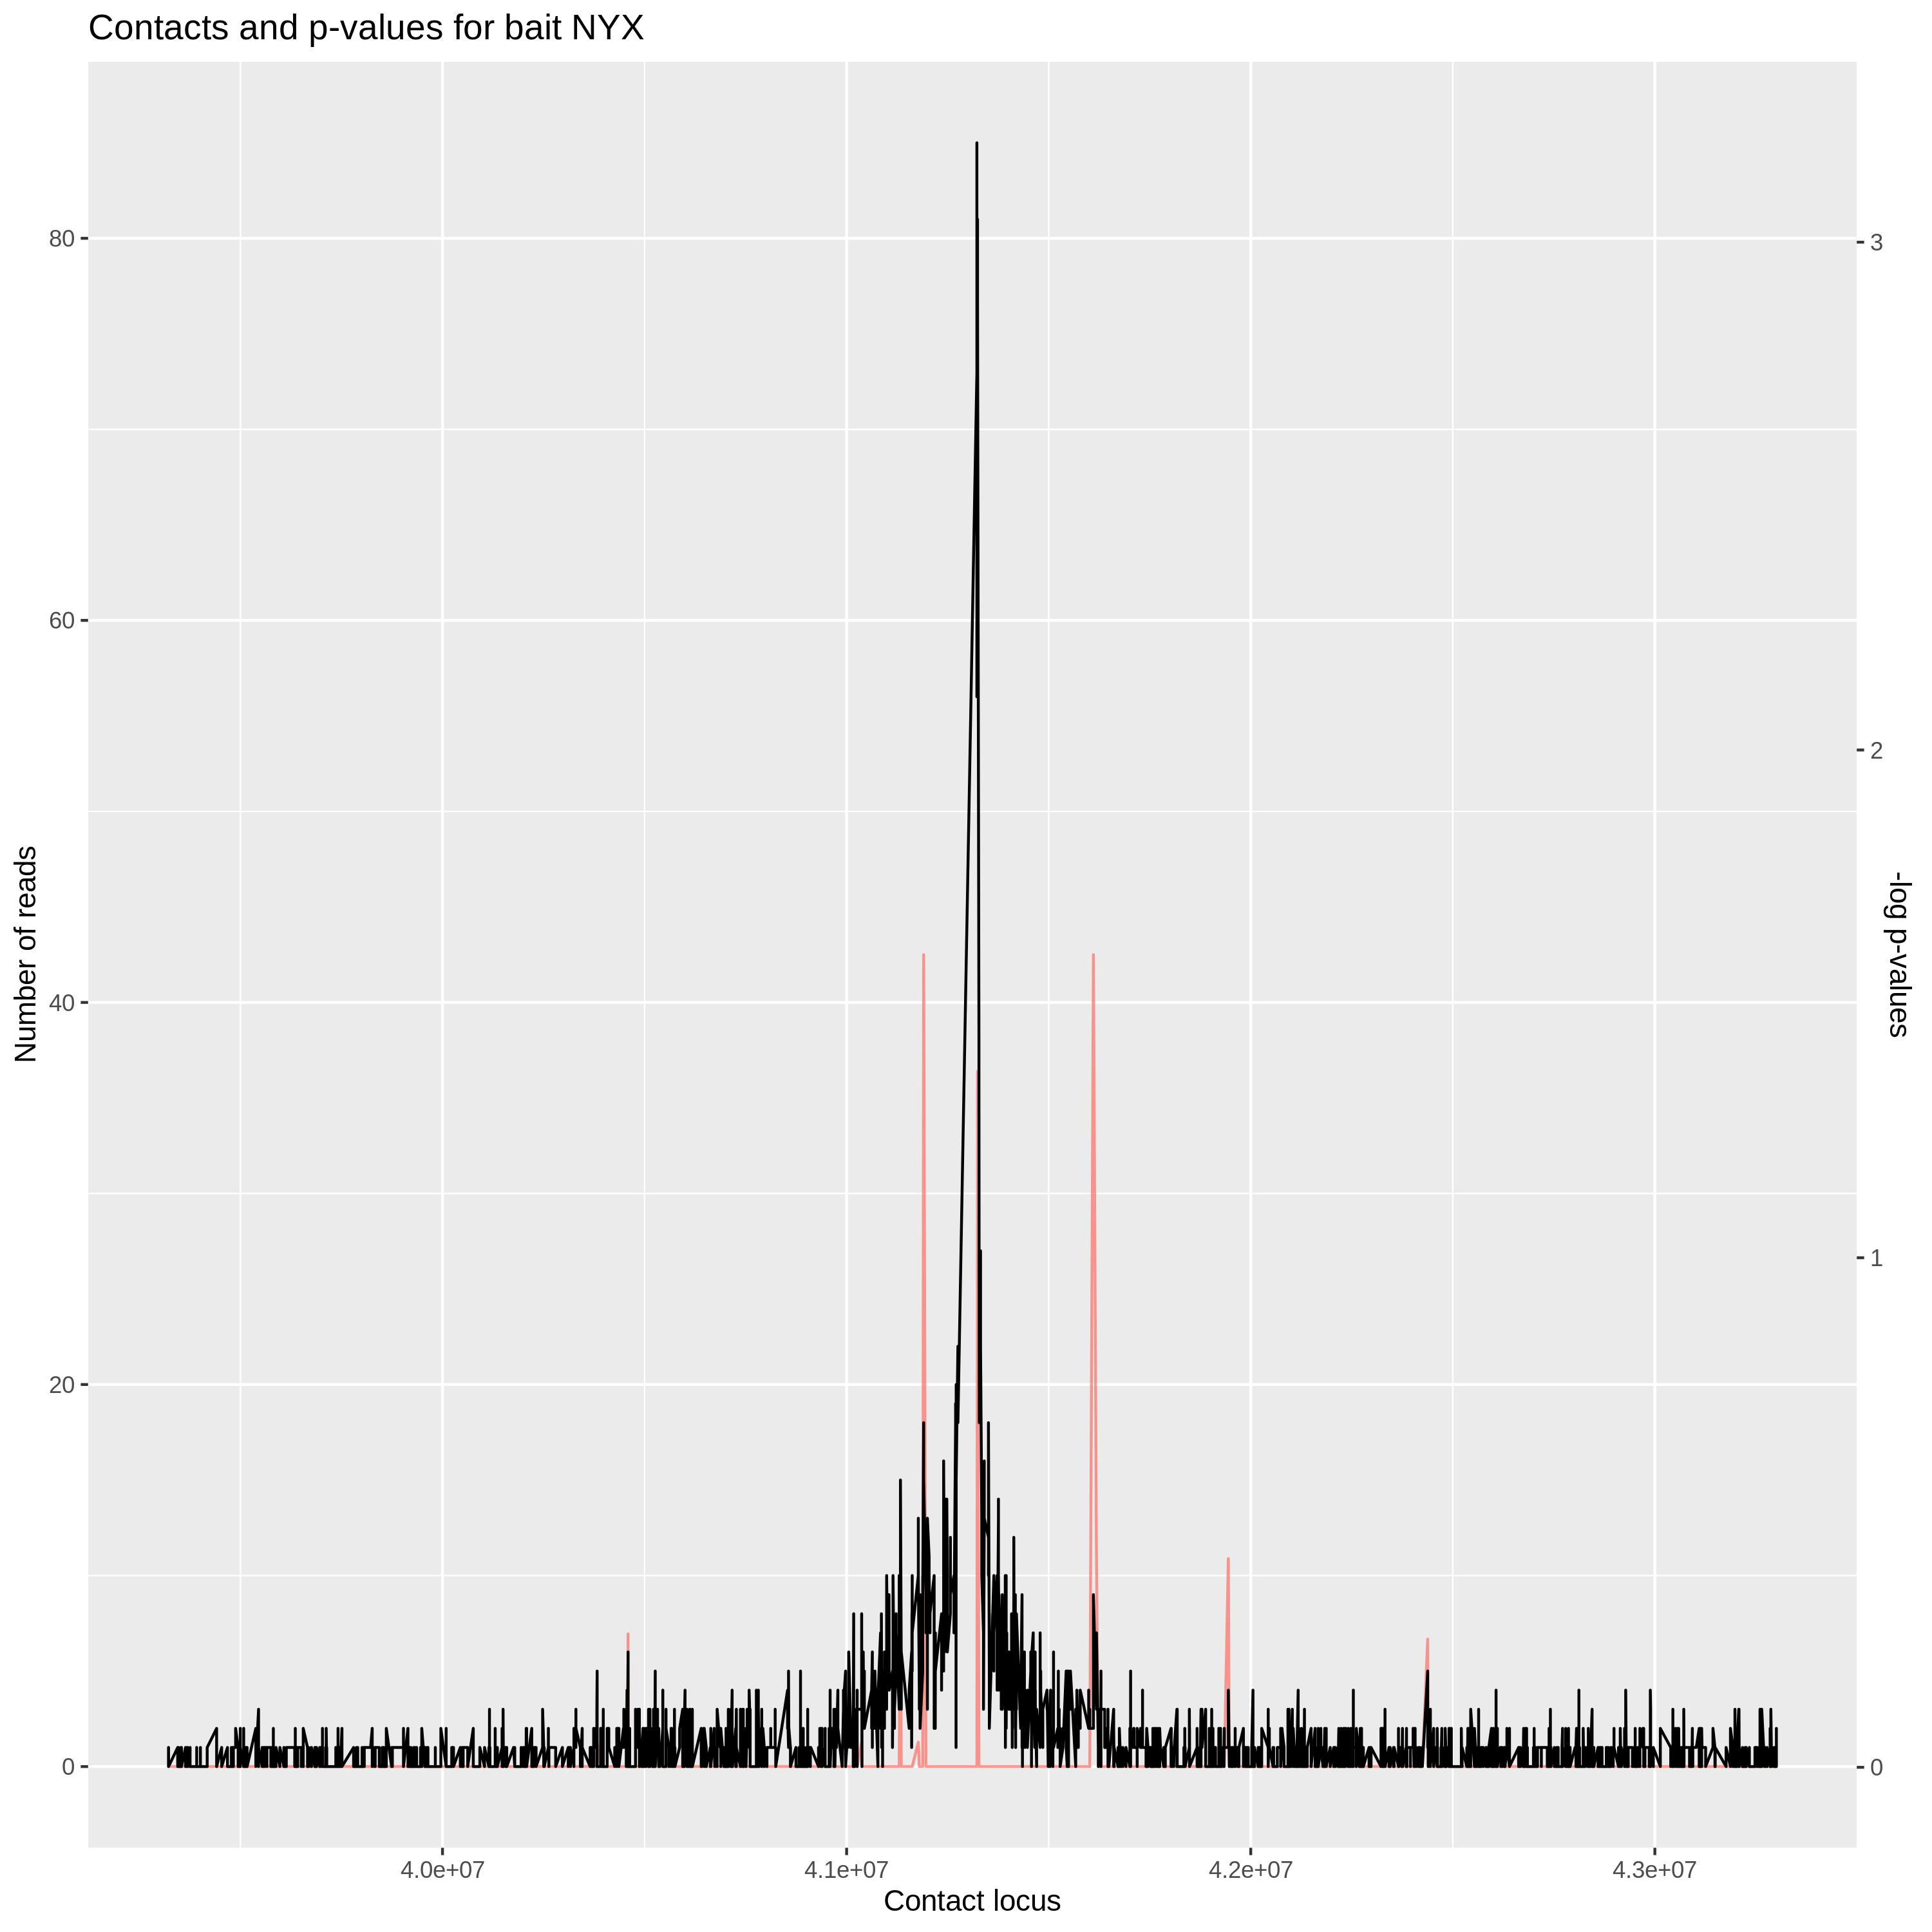 Contacts and p-values for bait NYX
80
60
40
20
0
Number of reads
3
2
1
0
-log p-values
4.0e+07
4.1e+07
4.2e+07
4.3e+07
Contact locus